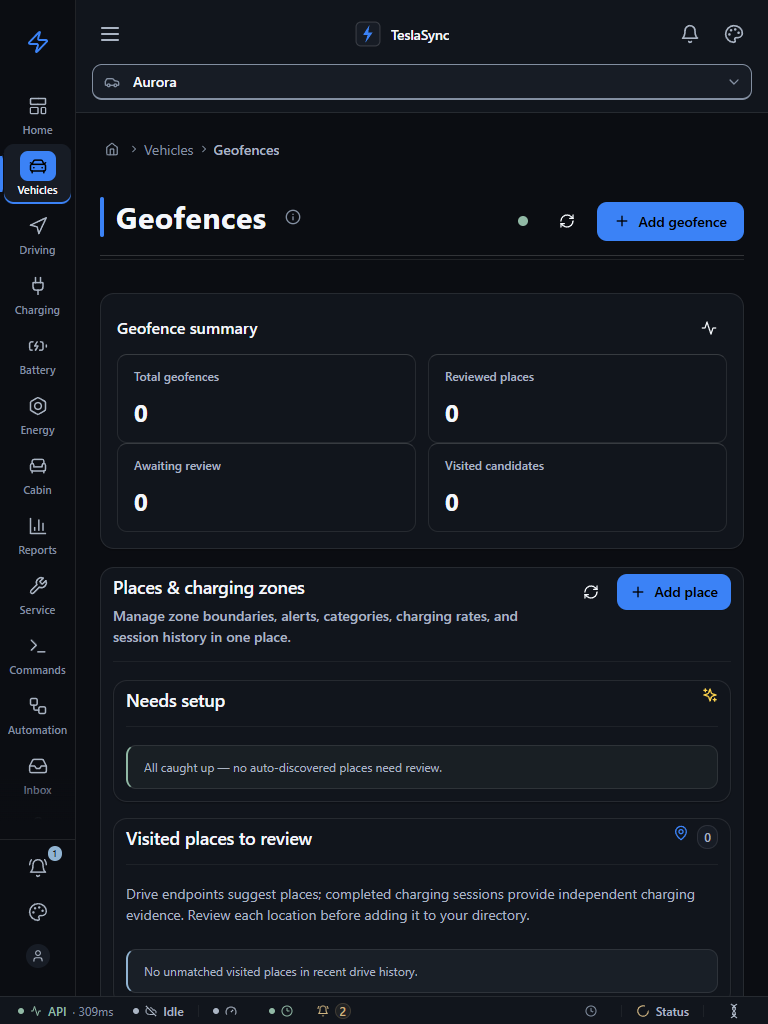 TeslaSync
Aurora
Home
Vehicles
Driving
Charging
Battery
Energy
Cabin
Reports
Service
Commands
Automation
Inbox
1
Vehicles
Geofences
Geofences
Add geofence
Geofence summary
Total geofences
0
Reviewed places
0
Awaiting review
0
Visited candidates
0
Places & charging zones
Add place
Manage zone boundaries, alerts, categories, charging rates, and
session history in one place.
Needs setup
All caught up — no auto-discovered places need review.
Visited places to review
0
Drive endpoints suggest places; completed charging sessions provide independent charging
evidence. Review each location before adding it to your directory.
No unmatched visited places in recent drive history.
API · 309ms
Idle
2
Status